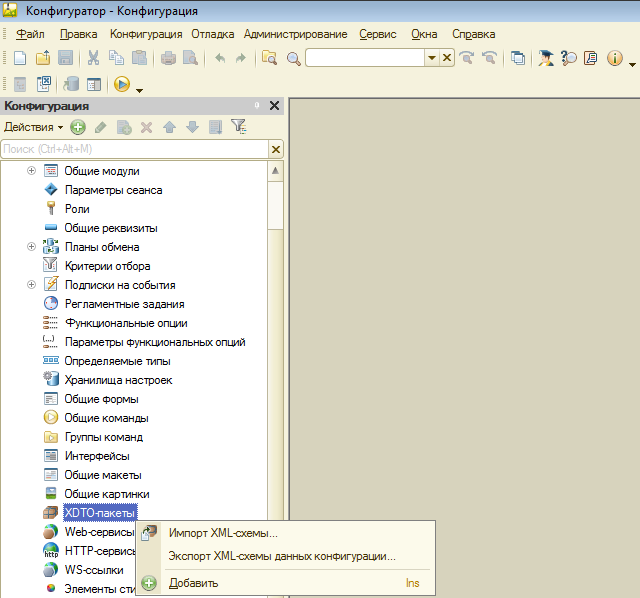 Конфигуратор - Конфигурация
Файл Правка Конфигурация Отладка Администрирование Сервис Окна Справка
Конфигурация
Действия
Поиск (Ctrl+Alt+M)
Общие модули
Параметры сеанса
Роли
Общие реквизиты
Планы обмена
Критерии отбора
Подписки на события
Регламентные задания
Функциональные опции
Параметры функциональных опций
Определяемые типы
Хранилища настроек
Общие формы
Общие команды
Группы команд
Интерфейсы
Общие макеты
Общие картинки
XDTO-пакеты
Импорт XML-схемы...
Web-сервисы
HTTP-сервисы
Экспорт XML-схемы данных конфигурации...
WS-ссылки
Добавить Ins
Элементы сти